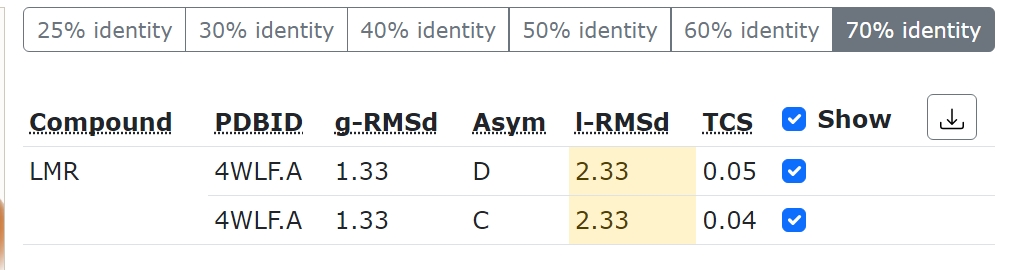 25% identity 30% identity 40% identity 50% identity 60% identity 70% identity
Compound PDBID g-RMSd Asym l-RMSd TCS Show
LMR 4WLF.A 1.33 D 2.33 0.05
4WLF.A 1.33 C 2.33 0.04